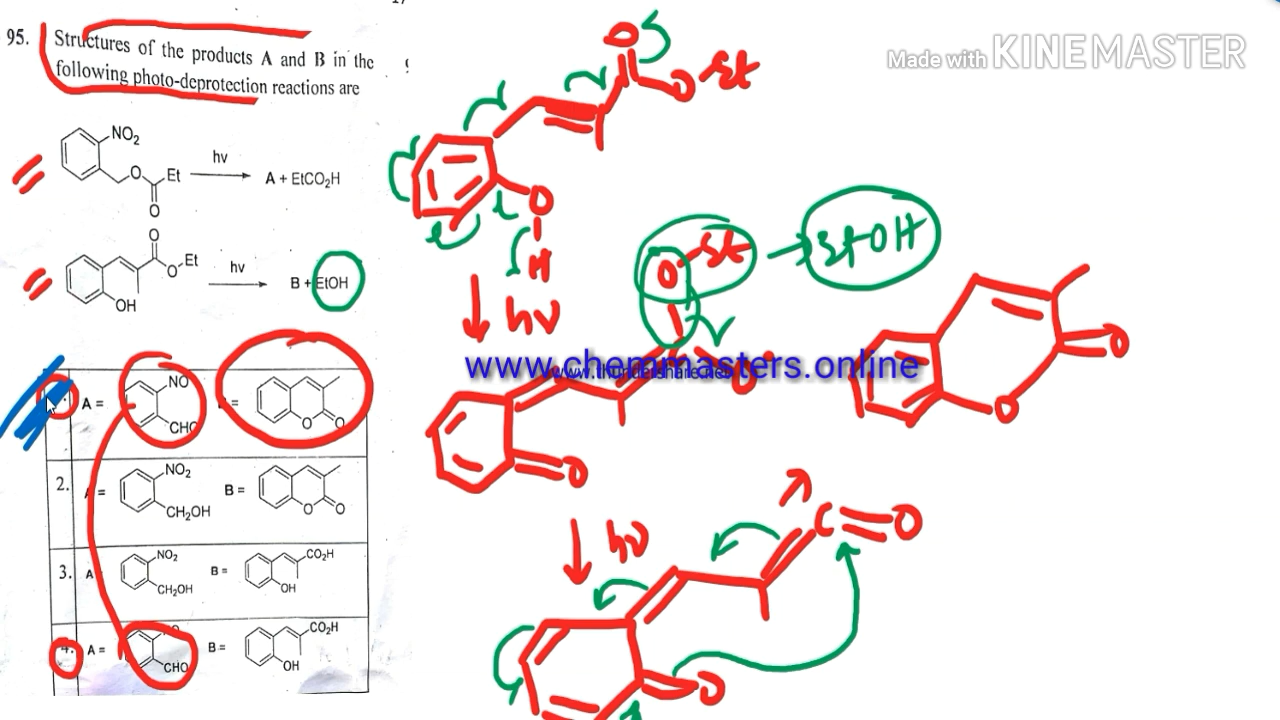 Made with KINEMASTER
95. Structures of the products A and B in the
following photo-deprotection reactions are
NO₂
O Et
O
hν
A + EtCO₂H
O
O Et
OH
hν
B + EtOH
A = NO CHO
B = O O
2. A = NO₂ CH₂OH B = O O
3. A NO₂ CH₂OH B = CO₂H OH
4. A = CHO B = CO₂H OH
O
O Et
O
H
hν
O Et → EtOH
O
O
hν
C = O
O
O
O
www.chemmasters.online